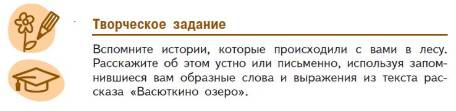 Творческое задание
Вспомните истории, которые происходили с вами в лесу.
Расскажите об этом устно или письменно, используя запом-
нившиеся вам образные слова и выражения из текста рас-
сказа «Васюткино озеро».